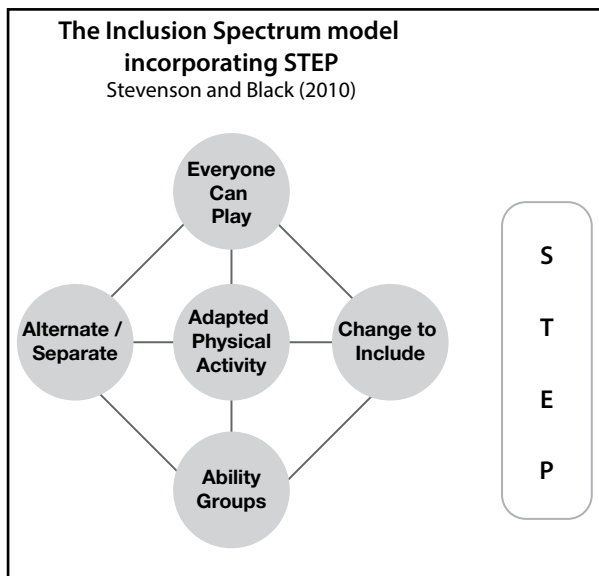 The Inclusion Spectrum model
incorporating STEP
Stevenson and Black (2010)
Everyone
Can
Play
Alternate /
Separate
Adapted
Physical
Activity
Change to
Include
Ability
Groups
S
T
E
P